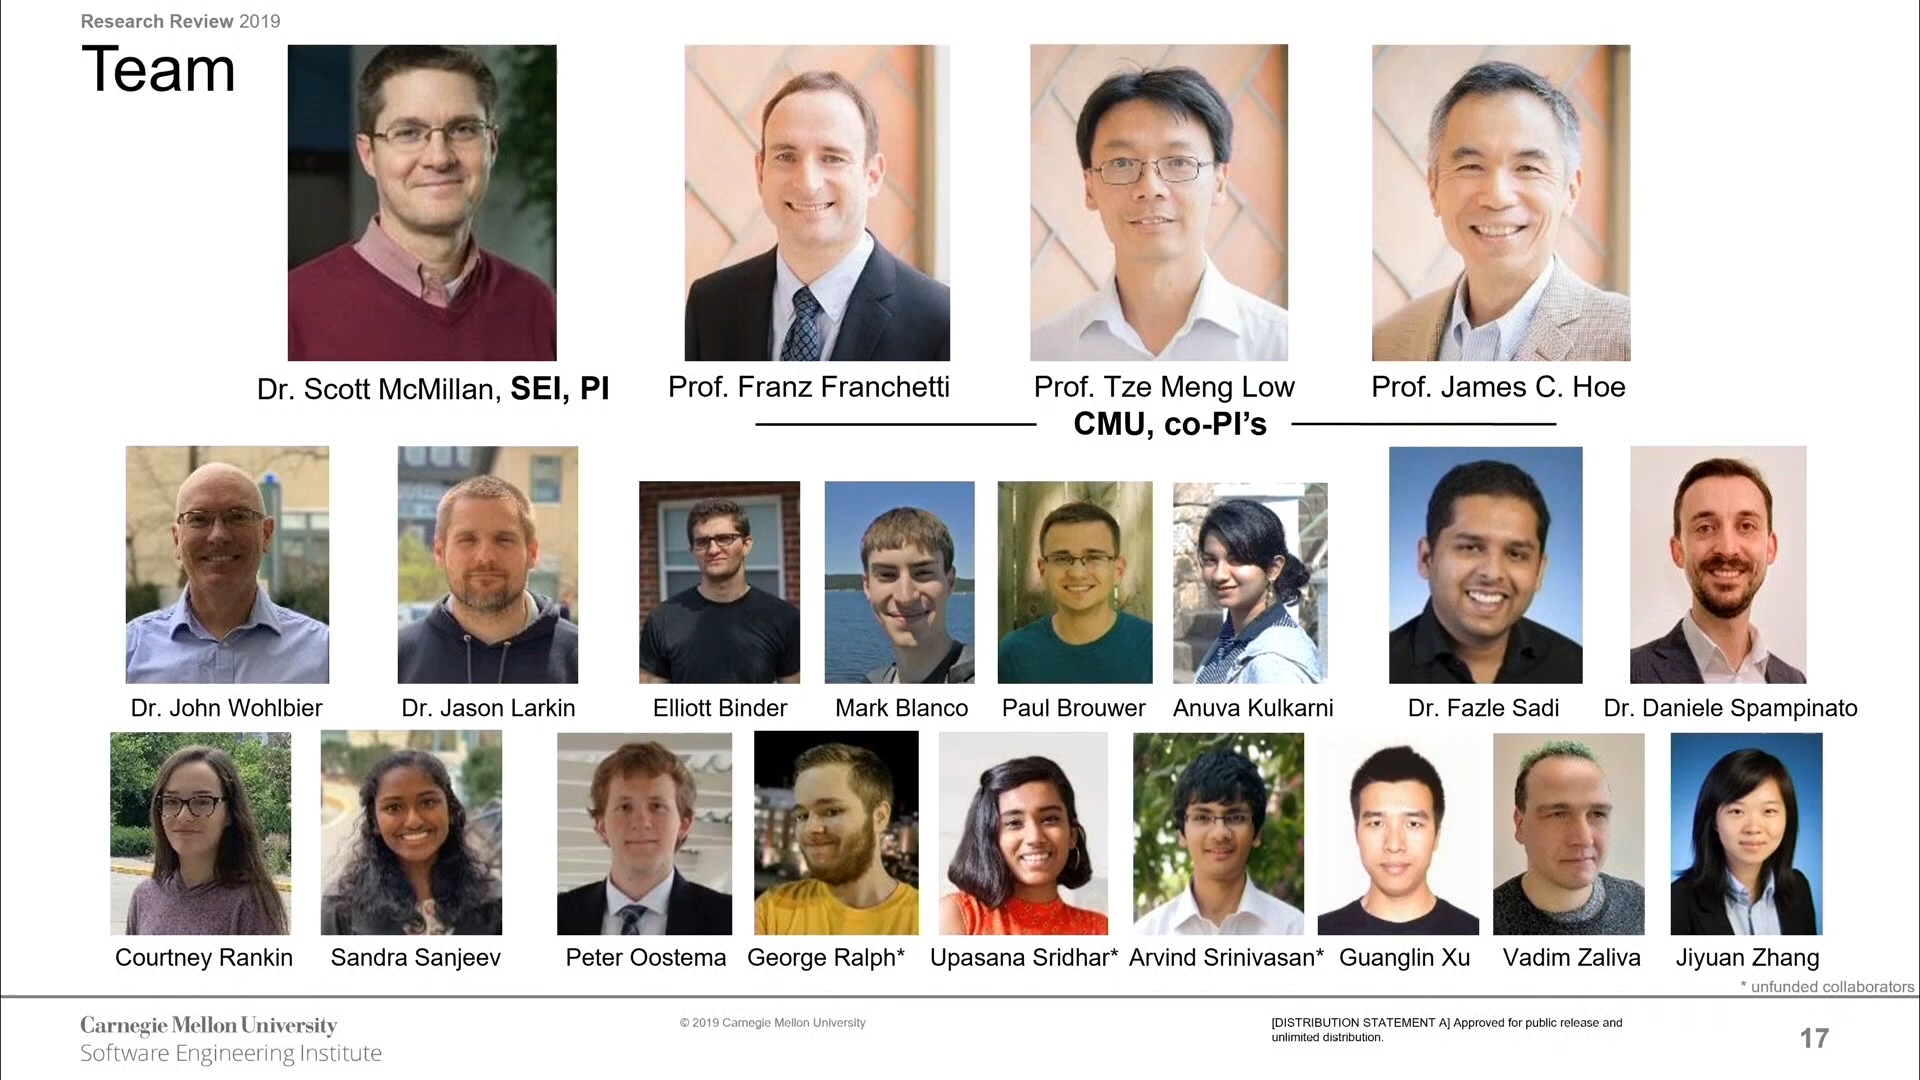 Research Review 2019
Team
Dr. Scott McMillan, SEI, PI
Prof. Franz Franchetti
Prof. Tze Meng Low
Prof. James C. Hoe
CMU, co-PI’s
Dr. John Wohlbier
Dr. Jason Larkin
Elliott Binder
Mark Blanco
Paul Brouwer
Anuva Kulkarni
Dr. Fazle Sadi
Dr. Daniele Spampinato
Courtney Rankin
Sandra Sanjeev
Peter Oostema
George Ralph*
Upasana Sridhar*
Arvind Srinivasan*
Guanglin Xu
Vadim Zaliva
Jiyuan Zhang
* unfunded collaborators
Carnegie Mellon University
Software Engineering Institute
© 2019 Carnegie Mellon University
[DISTRIBUTION STATEMENT A] Approved for public release and
unlimited distribution.
17